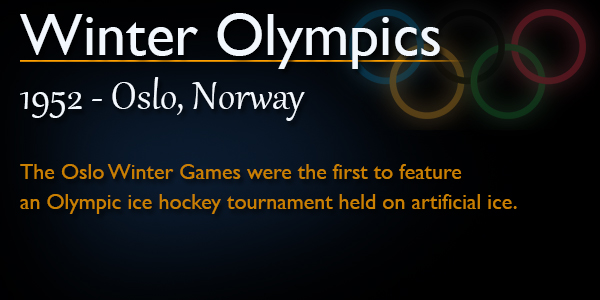 Winter Olympics
1952 - Oslo, Norway
The Oslo Winter Games were the first to feature
an Olympic ice hockey tournament held on artificial ice.